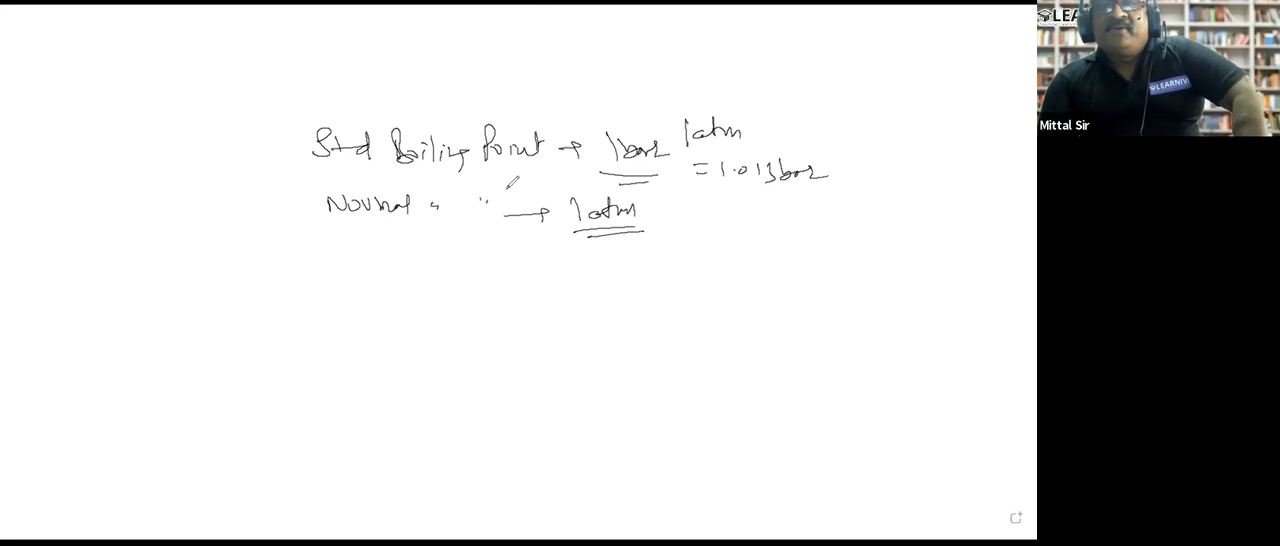 Std Boiling Point → 1bar 1atm
= 1.013bar
Normal " " → 1atm
LEA
LEARNIV
Mittal Sir